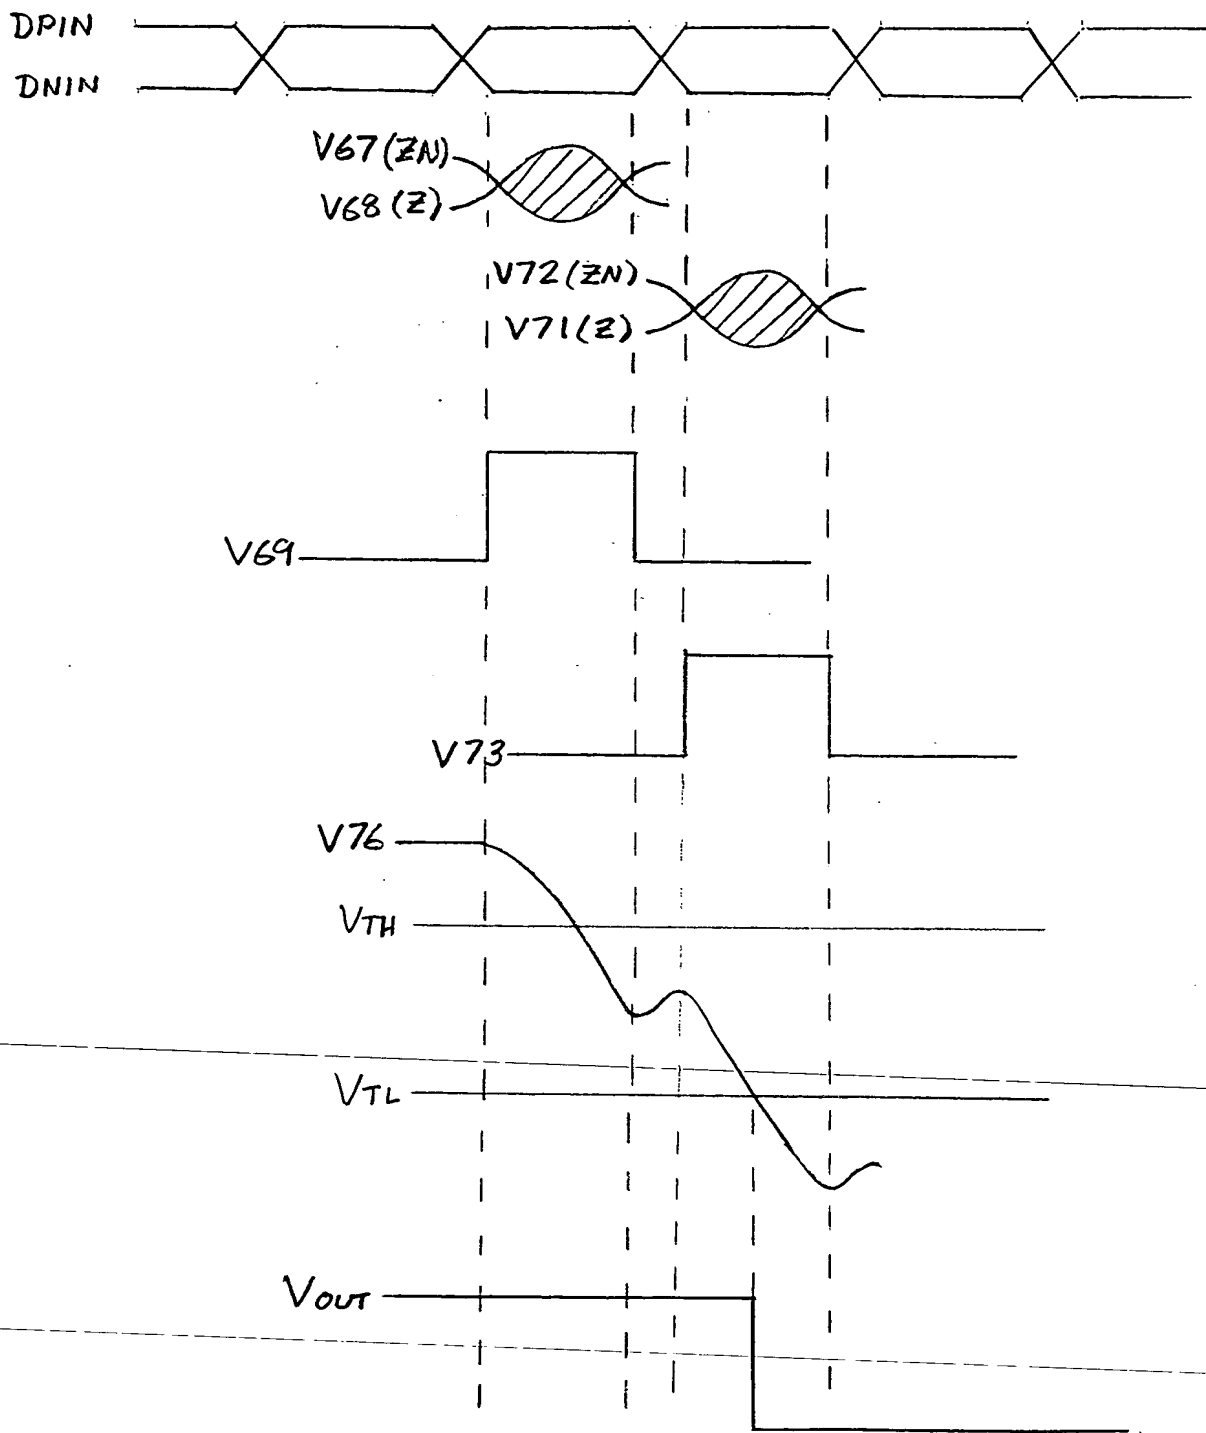 DPIN
DNIN
V67(ZN)
V68(Z)
V72(ZN)
V71(Z)
V69
V73
V76
VTH
VTL
VOUT